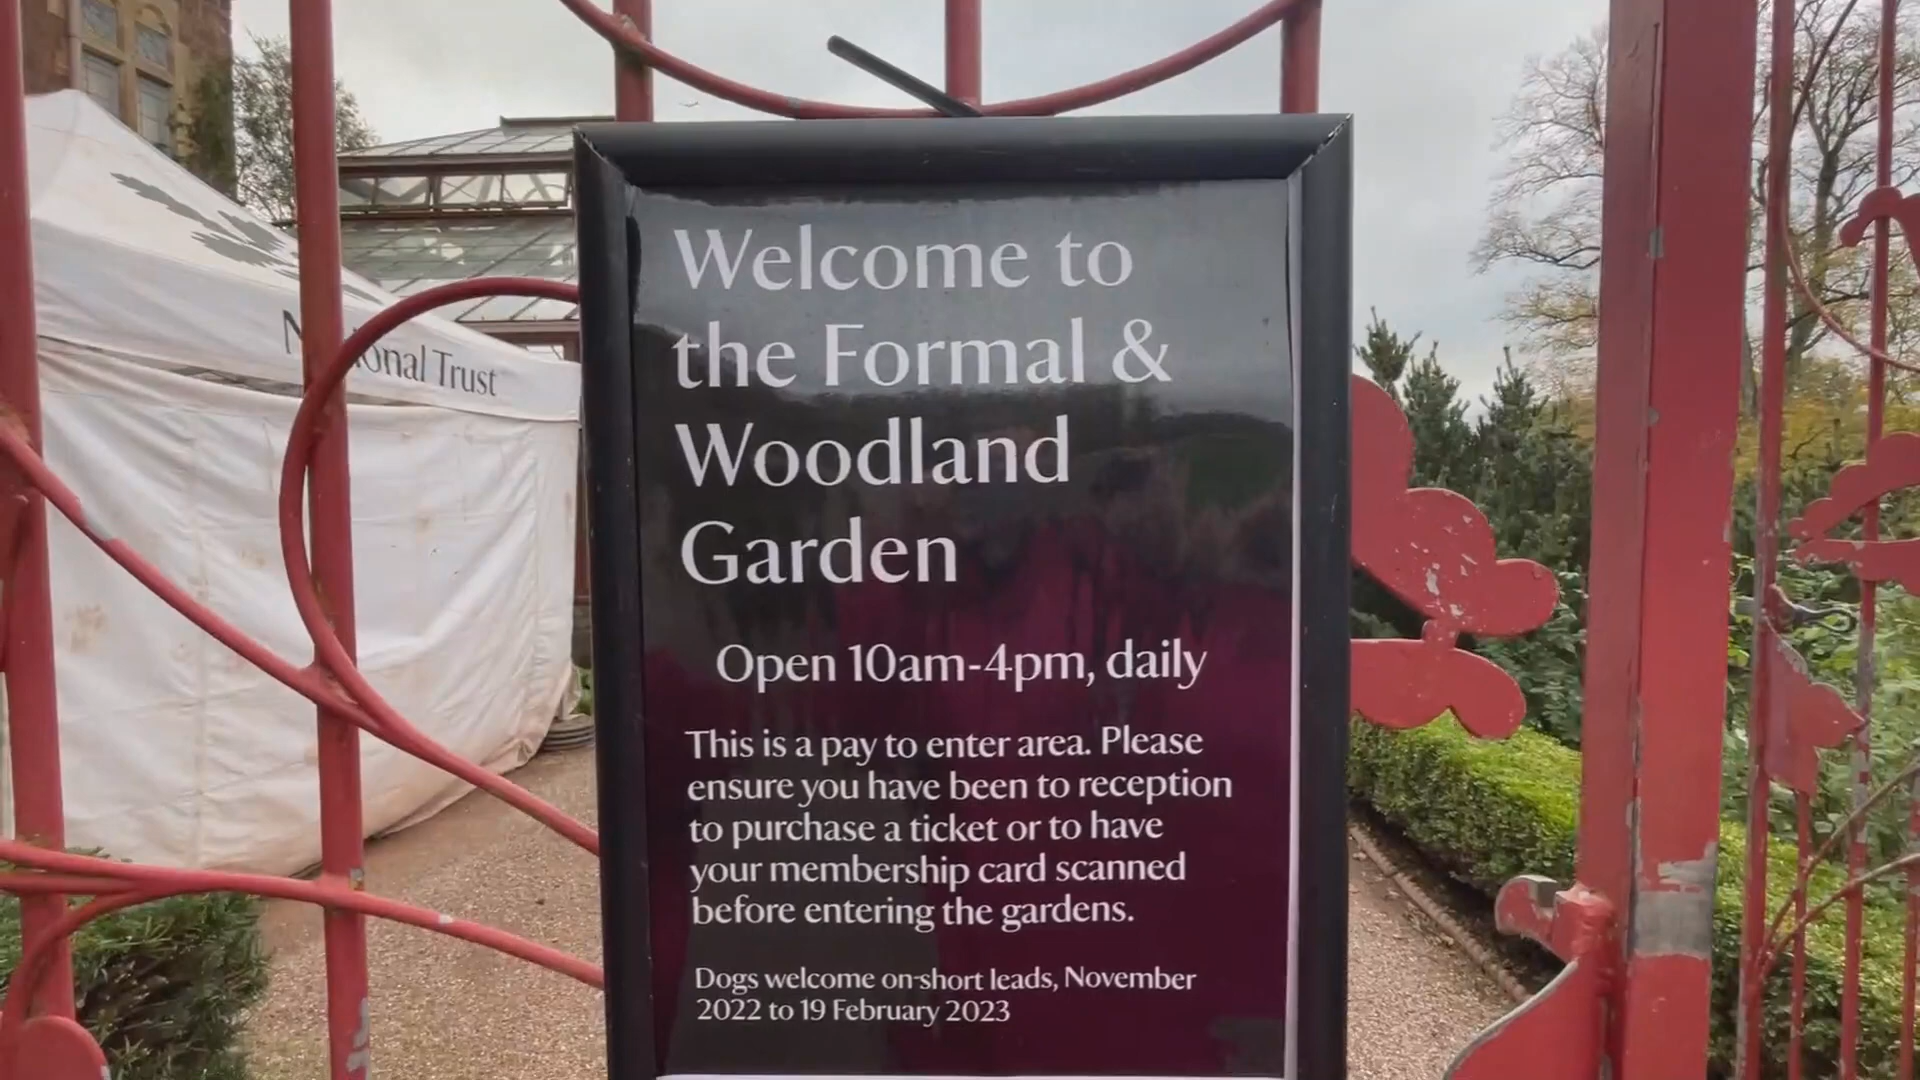 National Trust
Welcome to
the Formal &
Woodland
Garden
Open 10am-4pm, daily
This is a pay to enter area. Please
ensure you have been to reception
to purchase a ticket or to have
your membership card scanned
before entering the gardens.
Dogs welcome on-short leads, November
2022 to 19 February 2023